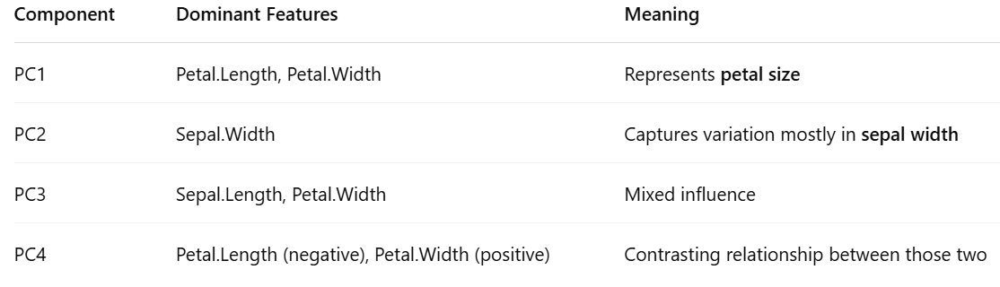 Component Dominant Features Meaning
PC1 Petal.Length, Petal.Width Represents petal size
PC2 Sepal.Width Captures variation mostly in sepal width
PC3 Sepal.Length, Petal.Width Mixed influence
PC4 Petal.Length (negative), Petal.Width (positive) Contrasting relationship between those two